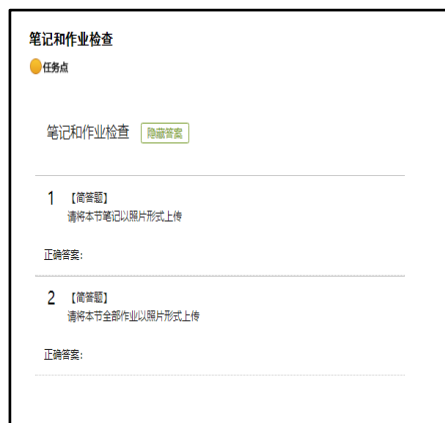 笔记和作业检查
任务点
笔记和作业检查 隐藏答案
1 【简答题】
请将本节笔记以照片形式上传
正确答案：
2 【简答题】
请将本节全部作业以照片形式上传
正确答案：